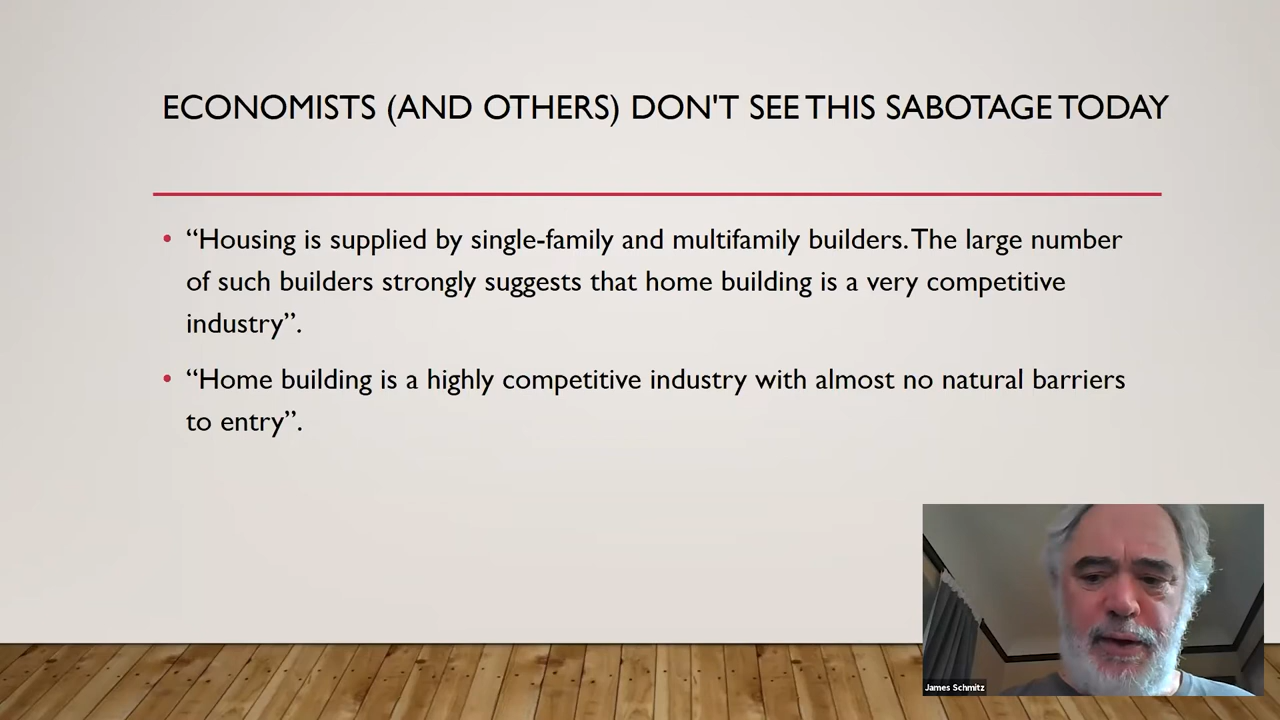 ECONOMISTS (AND OTHERS) DON'T SEE THIS SABOTAGE TODAY
• “Housing is supplied by single-family and multifamily builders. The large number
of such builders strongly suggests that home building is a very competitive
industry”.
• “Home building is a highly competitive industry with almost no natural barriers
to entry”.
James Schmitz